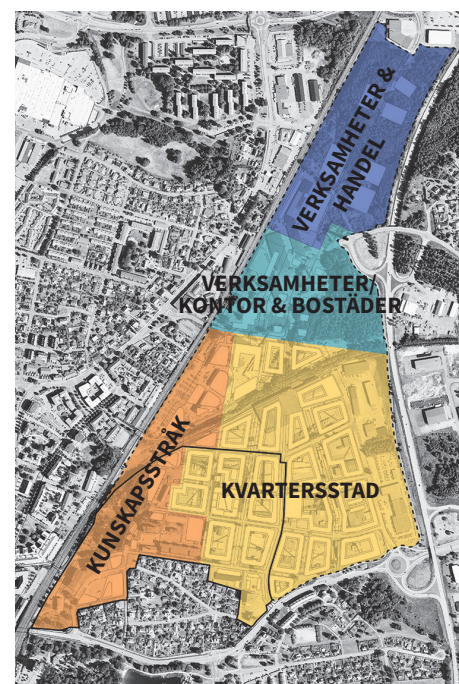 VERKSAMHETER &
HANDEL
VERKSAMHETER/
KONTOR & BOSTÄDER
KUNSKAPSSTRÅK
KVARTERSSTAD